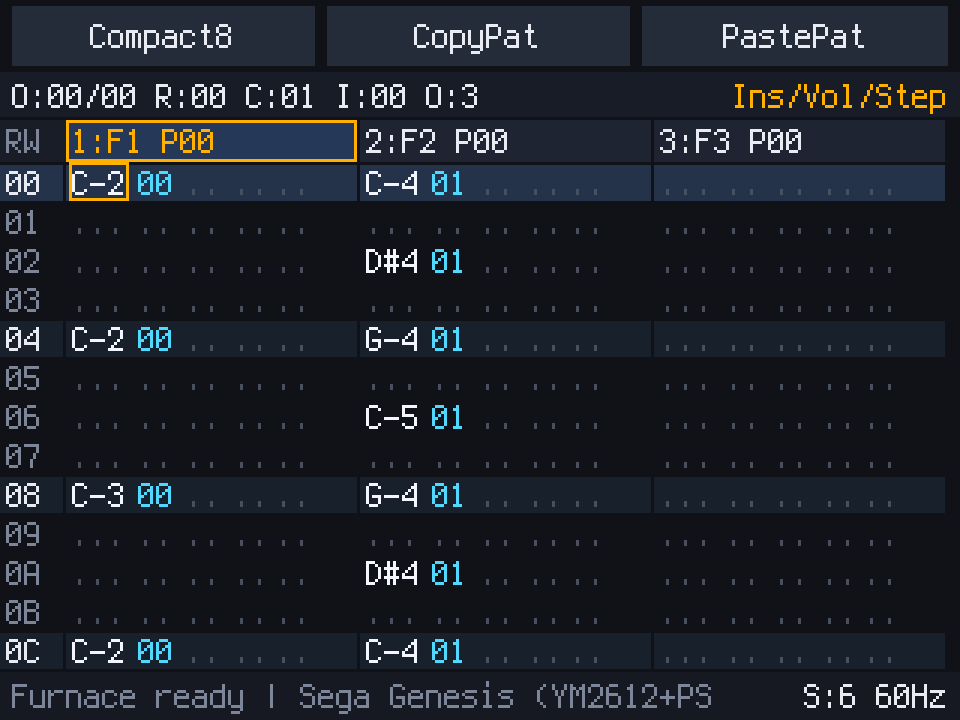 Compact8 CopyPat PastePat
O:00/00 R:00 C:01 I:00 O:3 Ins/Vol/Step
RW 1:F1 P00 2:F2 P00 3:F3 P00
00 C-2 00 .. .... C-4 01 .. .... ... .. .. ....
01 ... .. .. .... ... .. .. .... ... .. .. ....
02 ... .. .. .... D#4 01 .. .... ... .. .. ....
03 ... .. .. .... ... .. .. .... ... .. .. ....
04 C-2 00 .. .... G-4 01 .. .... ... .. .. ....
05 ... .. .. .... ... .. .. .... ... .. .. ....
06 ... .. .. .... C-5 01 .. .... ... .. .. ....
07 ... .. .. .... ... .. .. .... ... .. .. ....
08 C-3 00 .. .... G-4 01 .. .... ... .. .. ....
09 ... .. .. .... ... .. .. .... ... .. .. ....
0A ... .. .. .... D#4 01 .. .... ... .. .. ....
0B ... .. .. .... ... .. .. .... ... .. .. ....
0C C-2 00 .. .... C-4 01 .. .... ... .. .. ....
Furnace ready | Sega Genesis (YM2612+PS S:6 60Hz